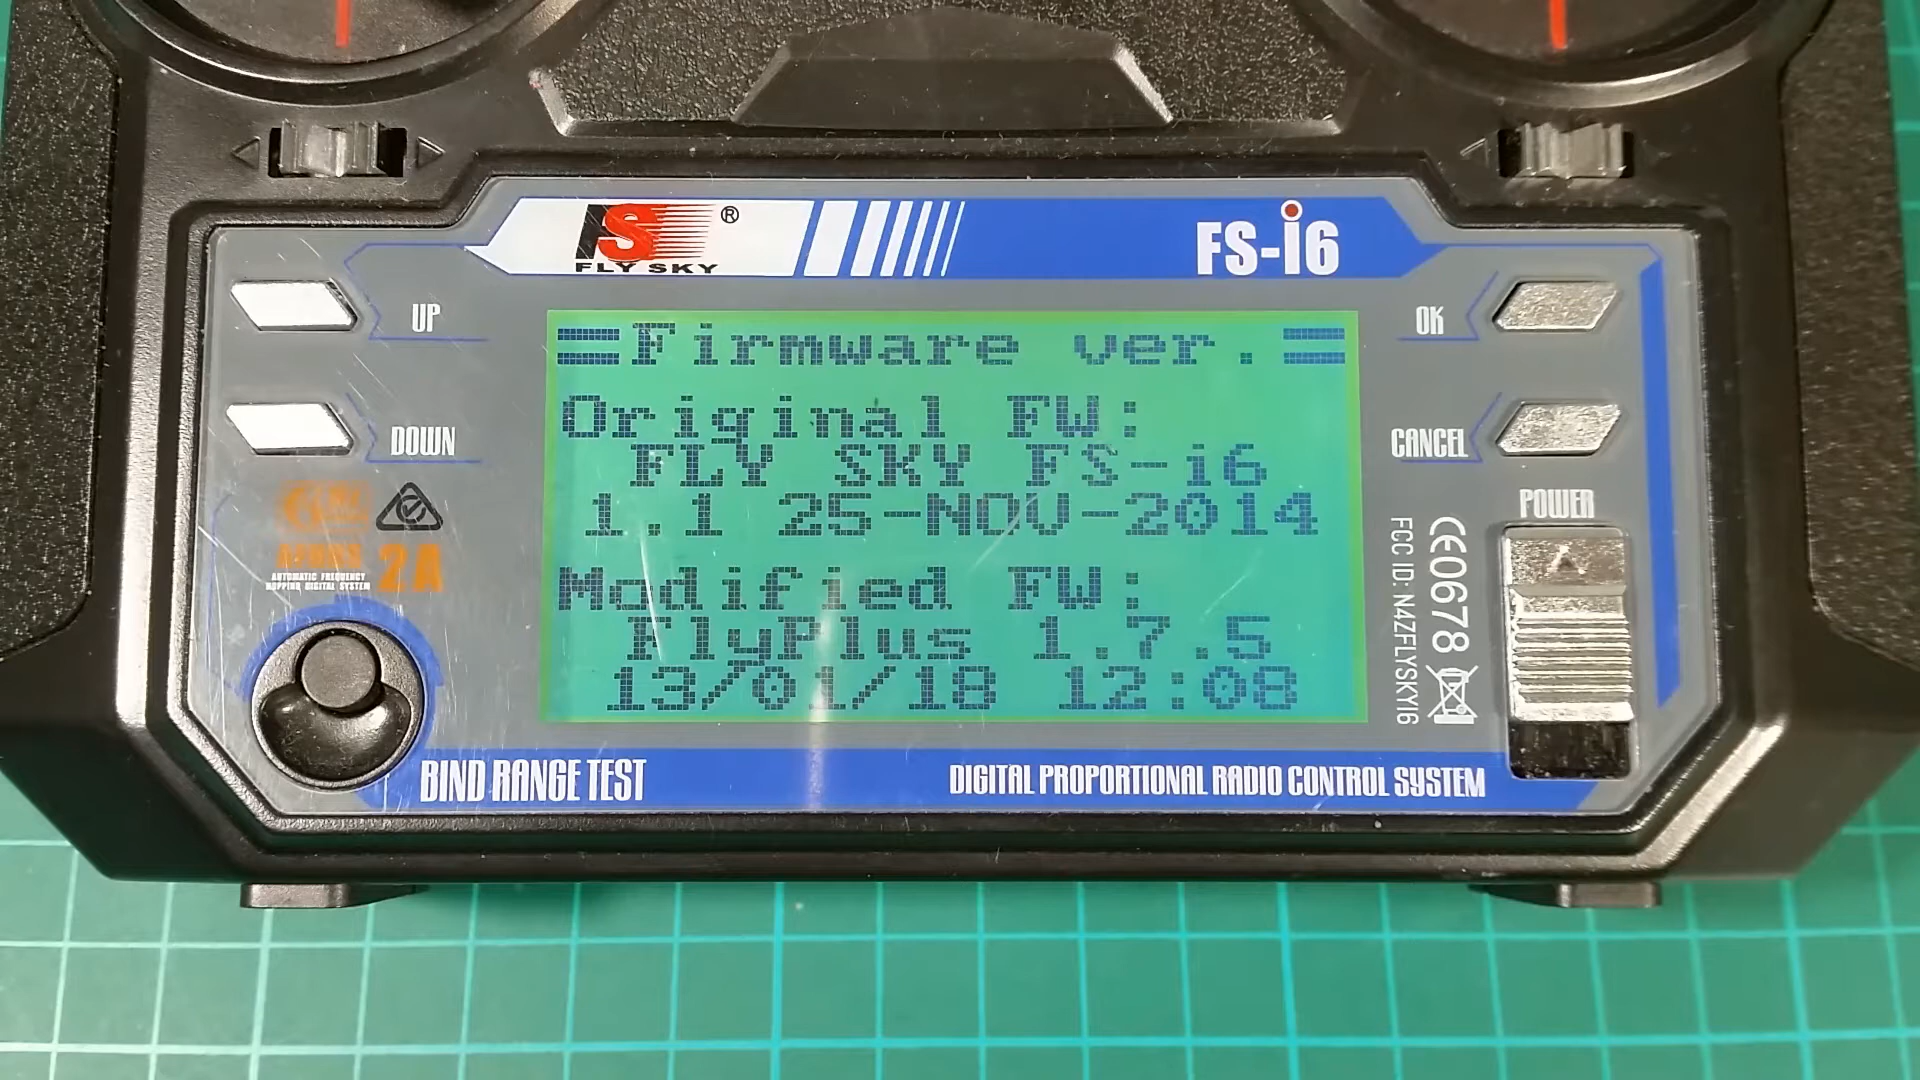 FS®
FLY SKY
FS-i6
UP
OK
DOWN
CANCEL
POWER
=Firmware ver.=
Original FW:
FLY SKY FS-i6
1.1 25-NOV-2014
Modified FW:
FlyPlus 1.7.5
13/01/18 12:08
AFHDS 2A
AUTOMATIC FREQUENCY
HOPPING DIGITAL SYSTEM
CE0678
FCC ID: N4ZFLYSKYI6
BIND RANGE TEST
DIGITAL PROPORTIONAL RADIO CONTROL SYSTEM